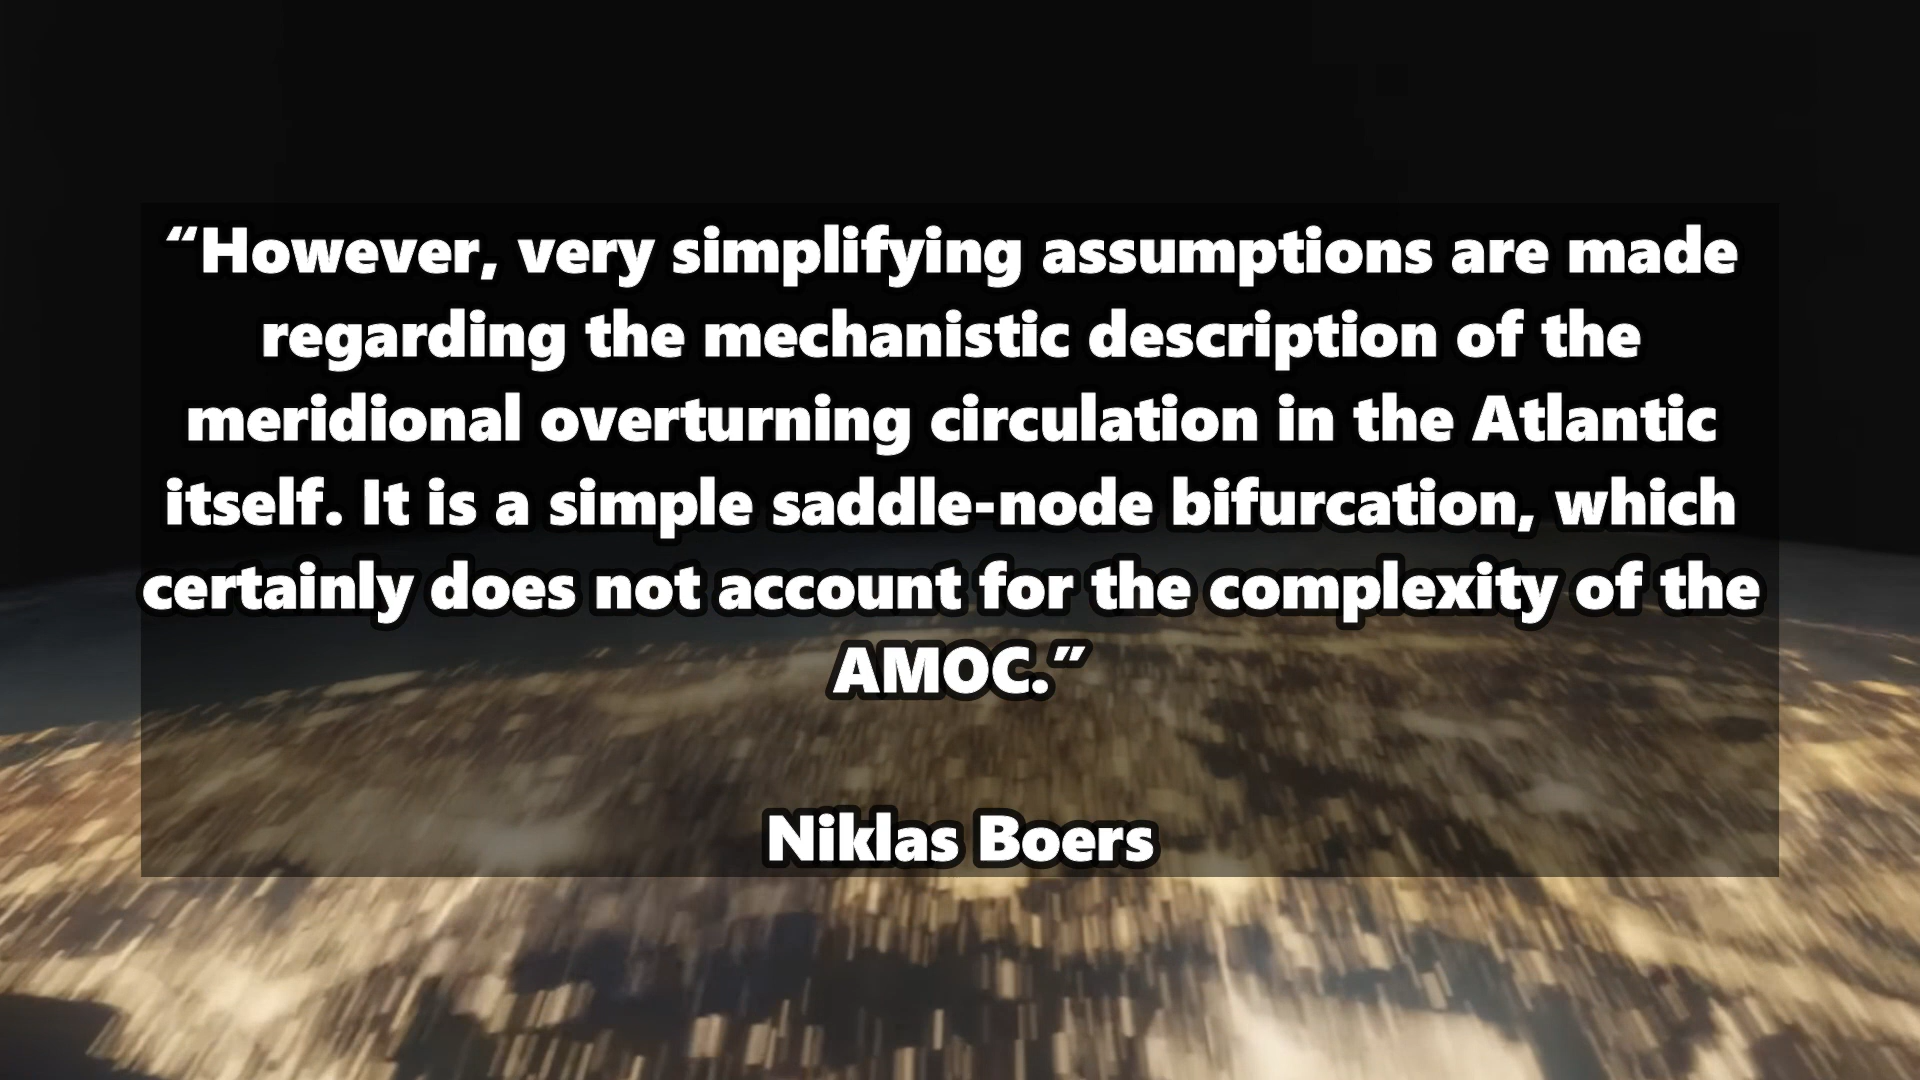 “However, very simplifying assumptions are made
regarding the mechanistic description of the
meridional overturning circulation in the Atlantic
itself. It is a simple saddle-node bifurcation, which
certainly does not account for the complexity of the
AMOC.”
Niklas Boers